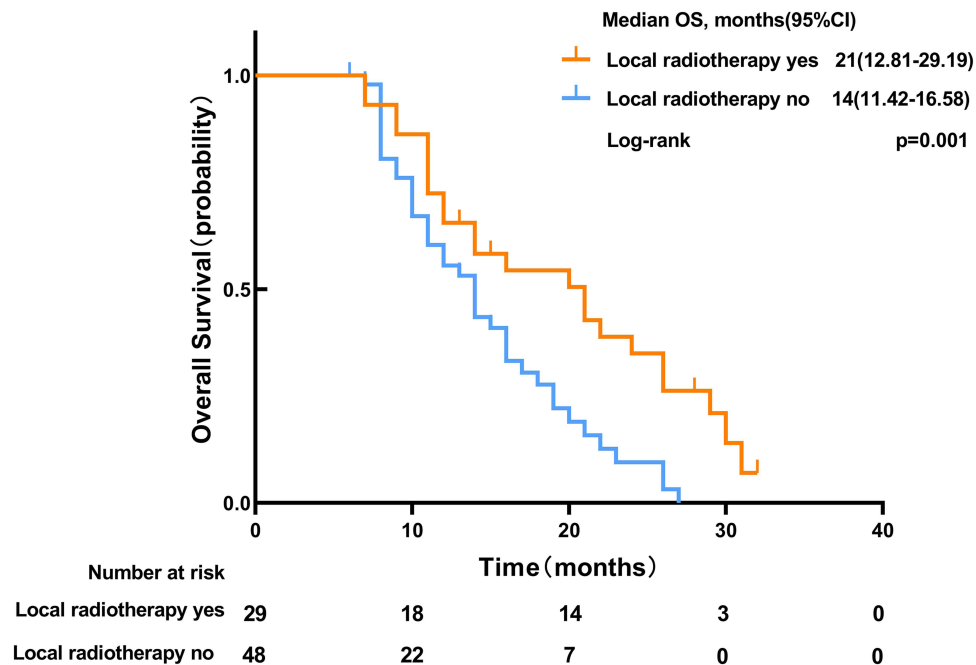 Median OS, months(95%CI)
Local radiotherapy yes 21(12.81-29.19)
Local radiotherapy no 14(11.42-16.58)
Log-rank p=0.001
Overall Survival(probability)
1.0
0.5
0.0
0 10 20 30 40
Time(months)
Number at risk
Local radiotherapy yes 29 18 14 3 0
Local radiotherapy no 48 22 7 0 0